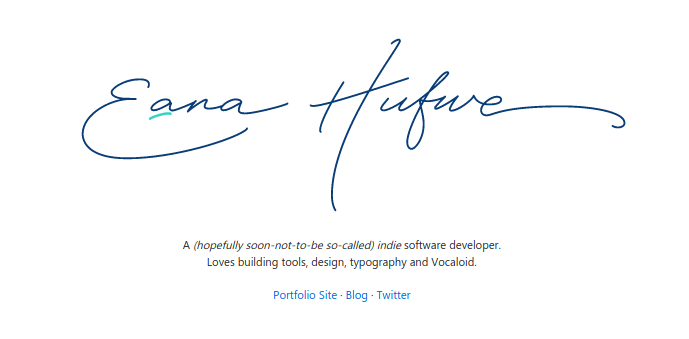 Eana Hufwe
A (hopefully soon-not-to-be so-called) indie software developer.
Loves building tools, design, typography and Vocaloid.
Portfolio Site · Blog · Twitter